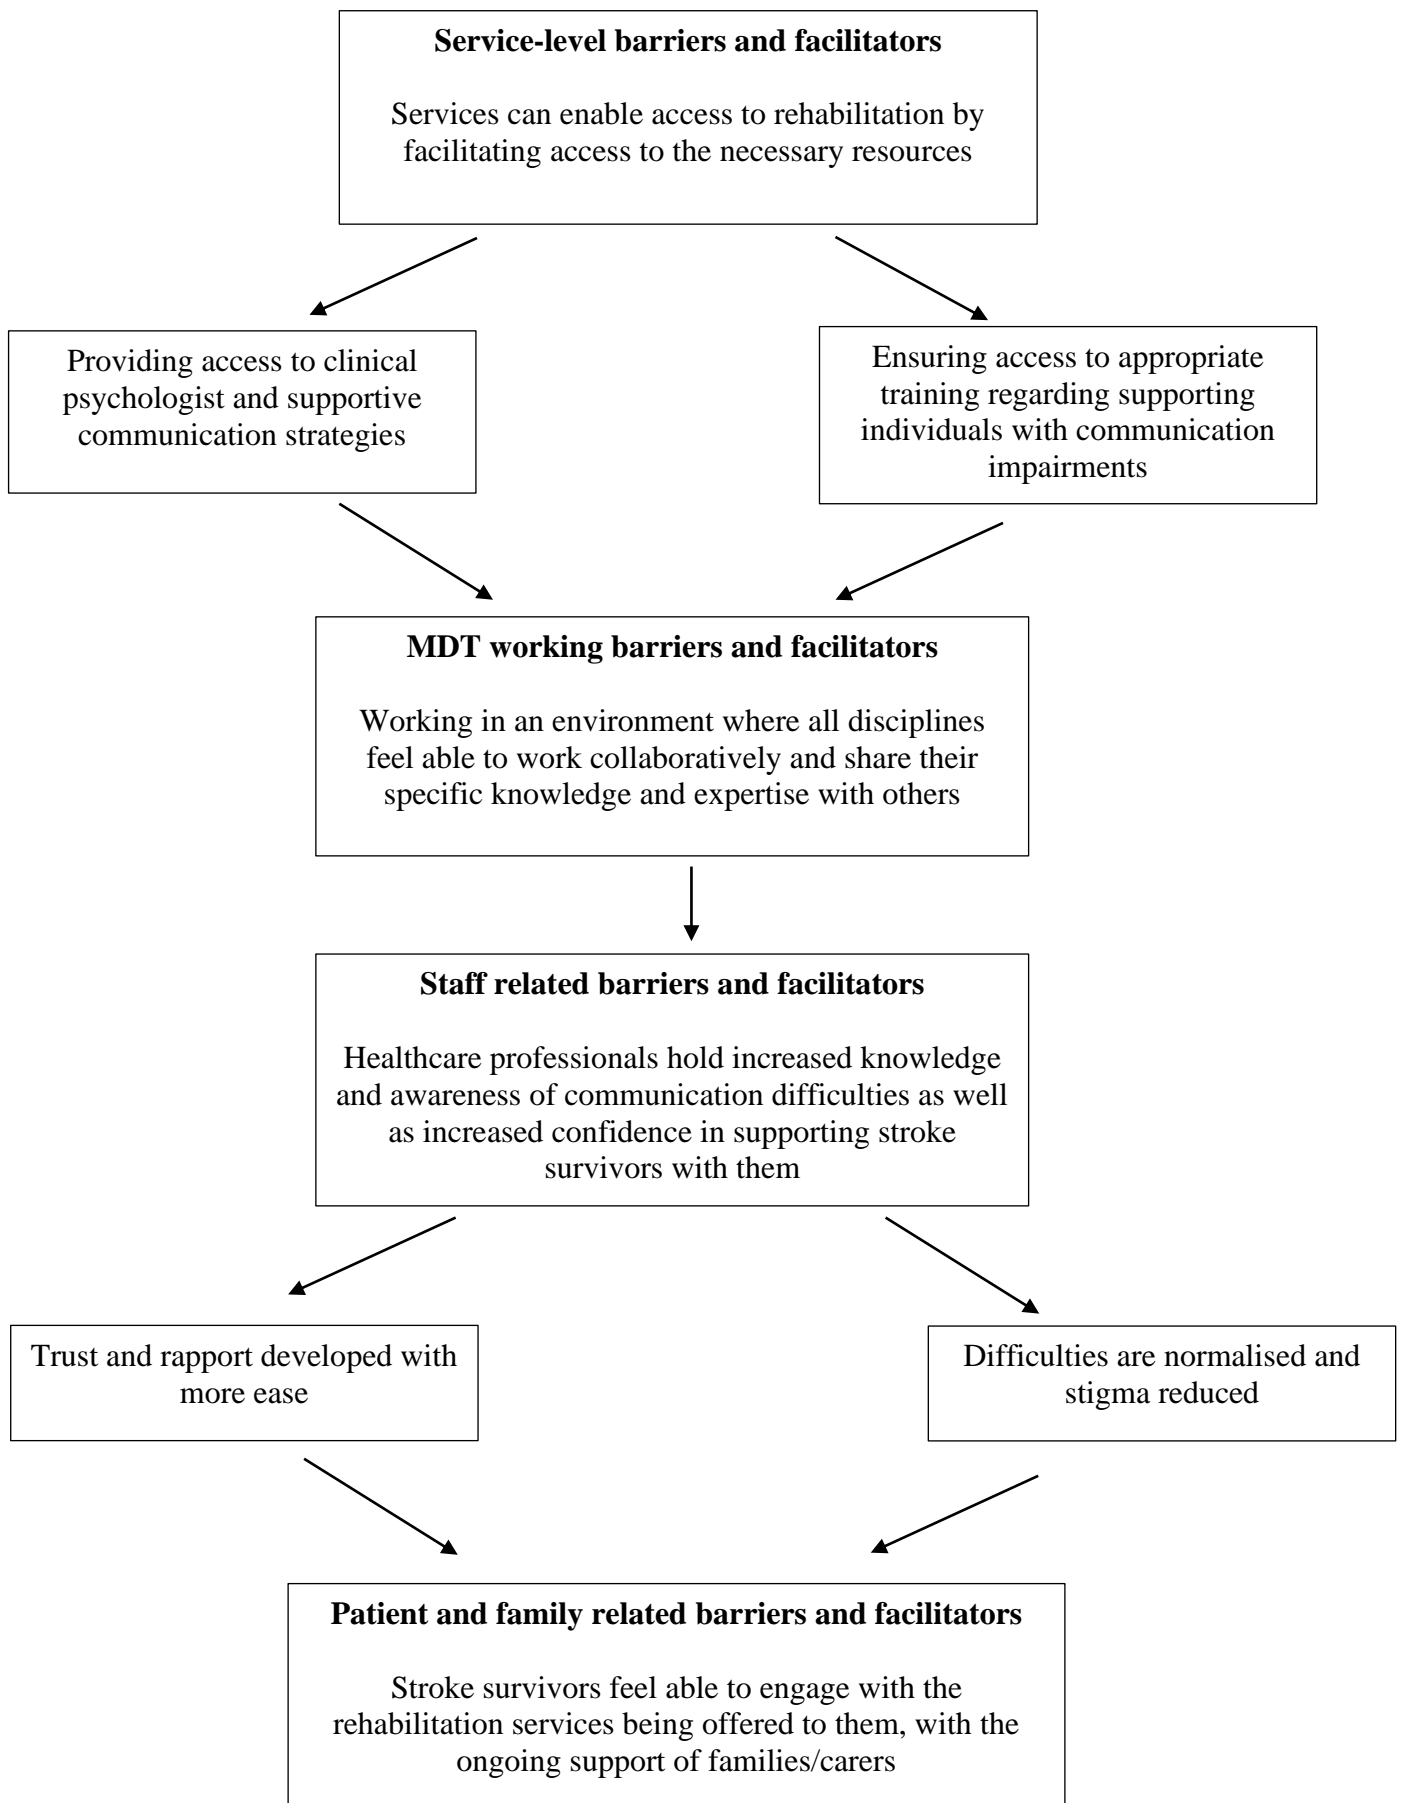 Service-level barriers and facilitators
Services can enable access to rehabilitation by
facilitating access to the necessary resources
Providing access to clinical
psychologist and supportive
communication strategies
Ensuring access to appropriate
training regarding supporting
individuals with communication
impairments
MDT working barriers and facilitators
Working in an environment where all disciplines
feel able to work collaboratively and share their
specific knowledge and expertise with others
Staff related barriers and facilitators
Healthcare professionals hold increased knowledge
and awareness of communication difficulties as well
as increased confidence in supporting stroke
survivors with them
Trust and rapport developed with
more ease
Difficulties are normalised and
stigma reduced
Patient and family related barriers and facilitators
Stroke survivors feel able to engage with the
rehabilitation services being offered to them, with the
ongoing support of families/carers